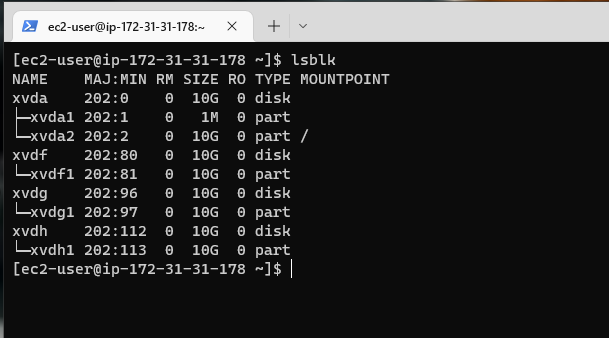 ec2-user@ip-172-31-31-178:~
[ec2-user@ip-172-31-31-178 ~]$ lsblk
NAME    MAJ:MIN RM SIZE RO TYPE MOUNTPOINT
xvda    202:0    0  10G  0 disk
├─xvda1 202:1    0   1M  0 part
└─xvda2 202:2    0  10G  0 part /
xvdf    202:80   0  10G  0 disk
└─xvdf1 202:81   0  10G  0 part
xvdg    202:96   0  10G  0 disk
└─xvdg1 202:97   0  10G  0 part
xvdh    202:112  0  10G  0 disk
└─xvdh1 202:113  0  10G  0 part
[ec2-user@ip-172-31-31-178 ~]$